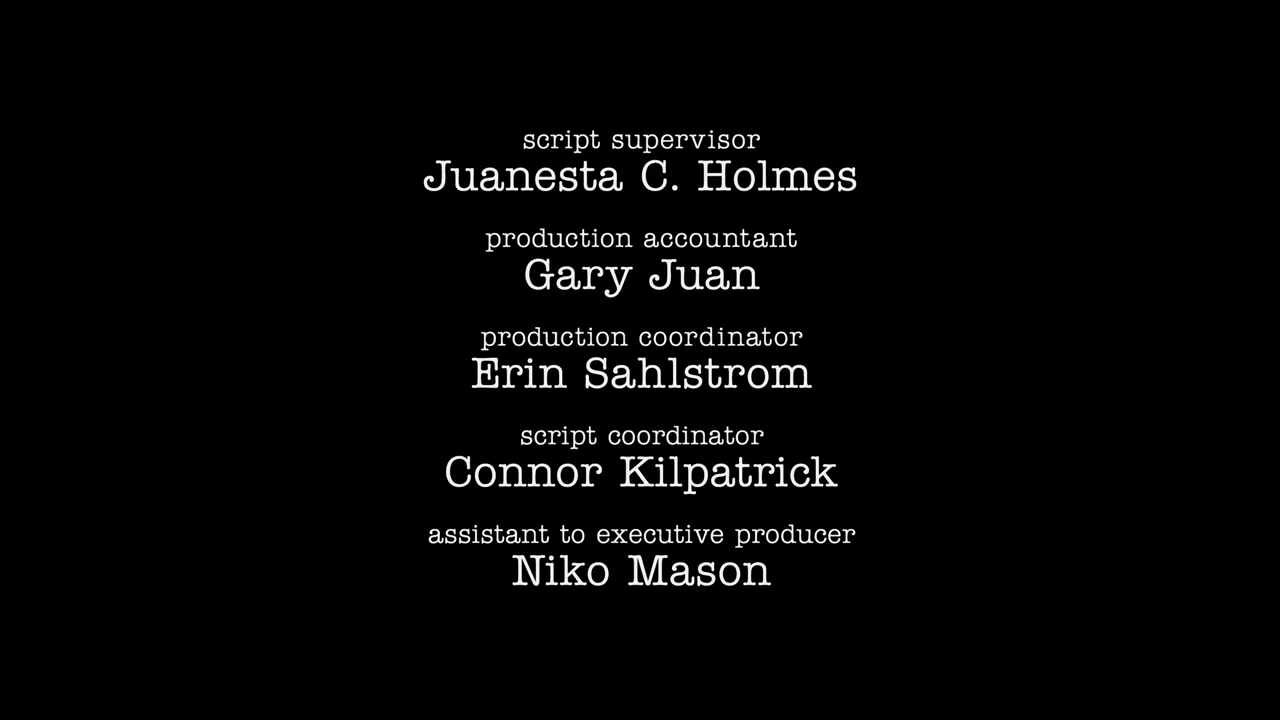 script supervisor
Juanesta C. Holmes
production accountant
Gary Juan
production coordinator
Erin Sahlstrom
script coordinator
Connor Kilpatrick
assistant to executive producer
Niko Mason